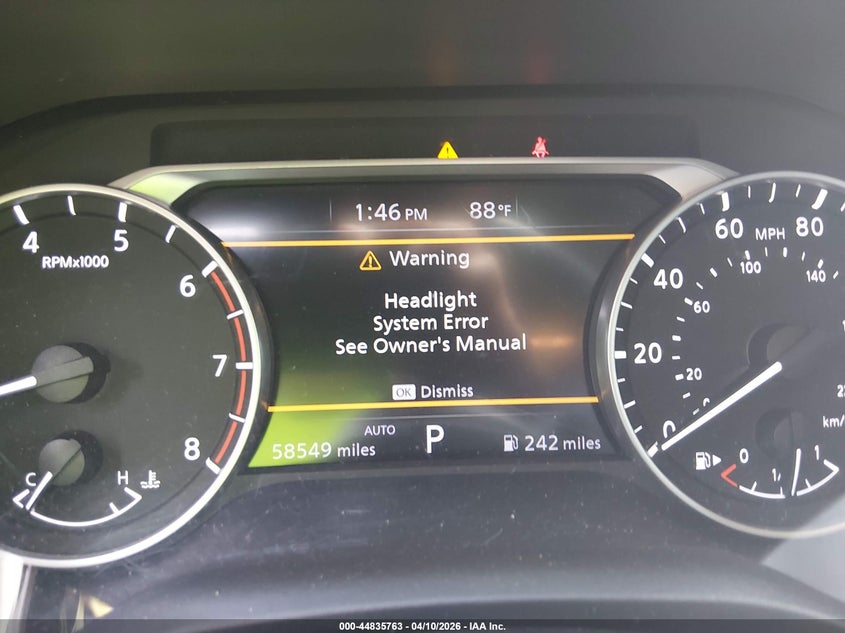 1:46 PM 88°F
Warning
Headlight
System Error
See Owner's Manual
OK Dismiss
AUTO
58549 miles P 242 miles
4 5 6 7 8
RPMx1000
C H
0 20 40 60 80
MPH
20 60 100 140
km/
0 1
000-44835763 - 04/10/2026 - IAA Inc.